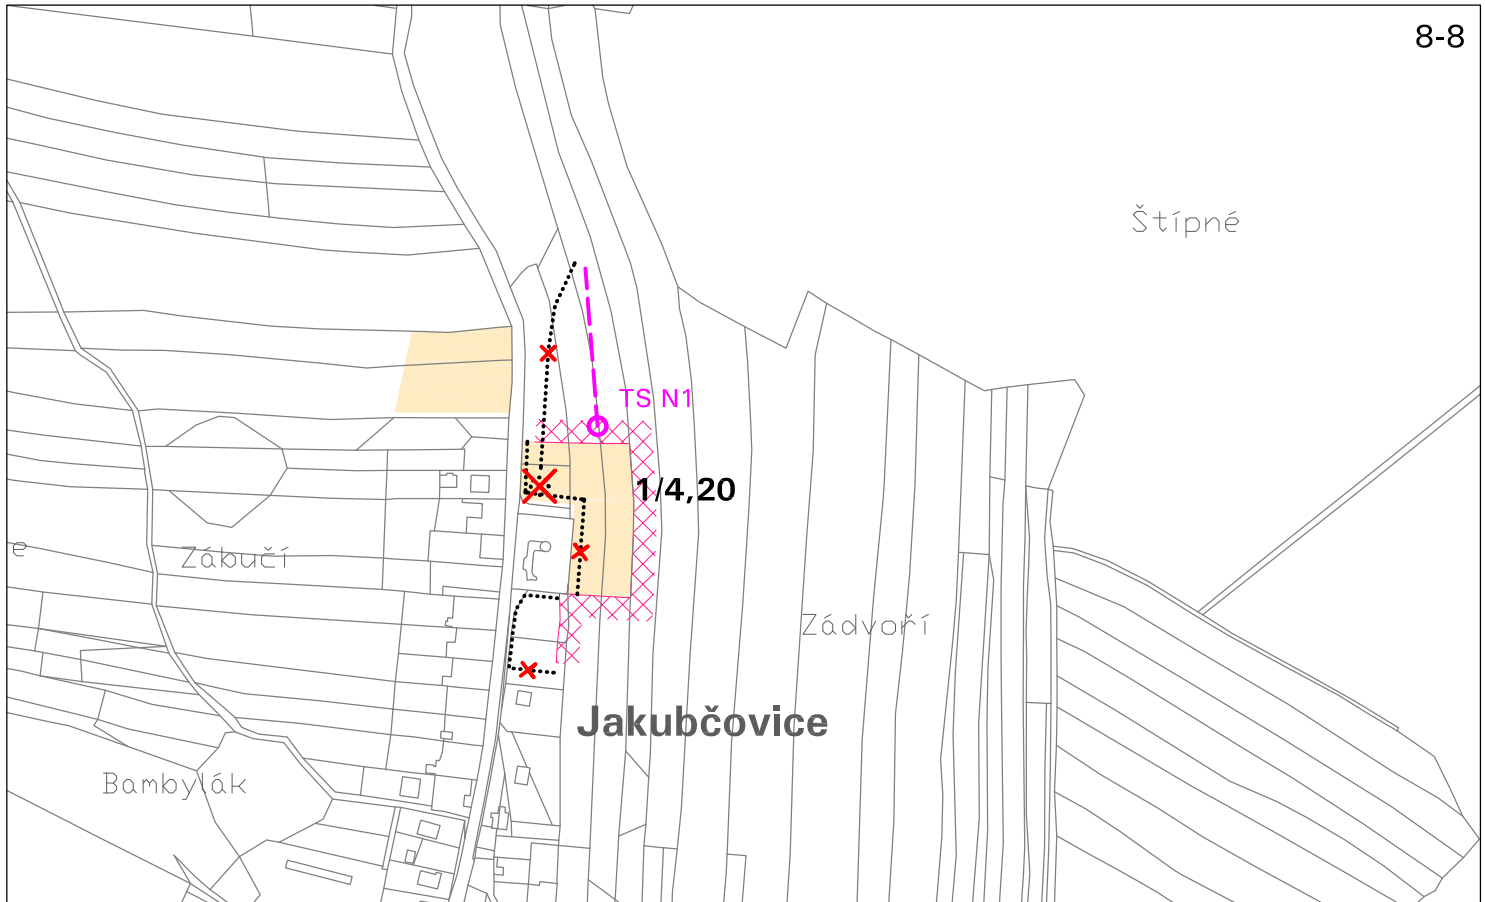 8-8
Štípné
TS N1
1/4,20
e
Zábučí
Zádvoří
Jakubčovice
Bambylák